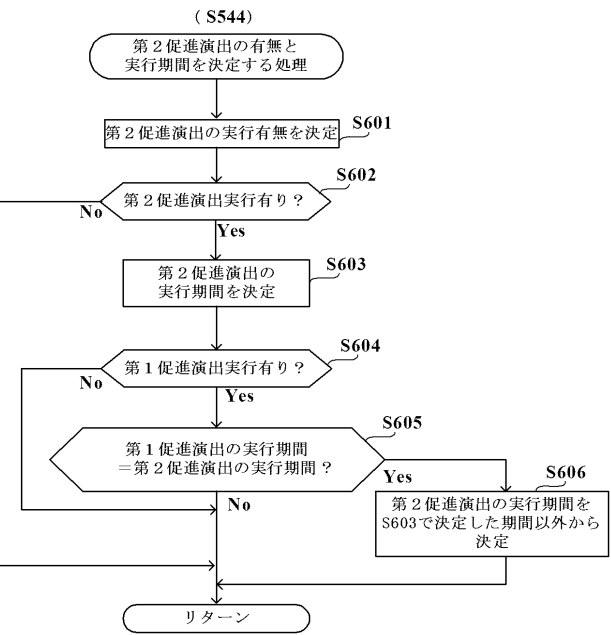 （S544）
第２促進演出の有無と
実行期間を決定する処理
第２促進演出の実行有無を決定
S601
第２促進演出実行有り？
S602
No
Yes
第２促進演出の
実行期間を決定
S603
第１促進演出実行有り？
S604
No
Yes
第１促進演出の実行期間
＝第２促進演出の実行期間？
S605
Yes
No
第２促進演出の実行期間を
S603で決定した期間以外から
決定
S606
リターン